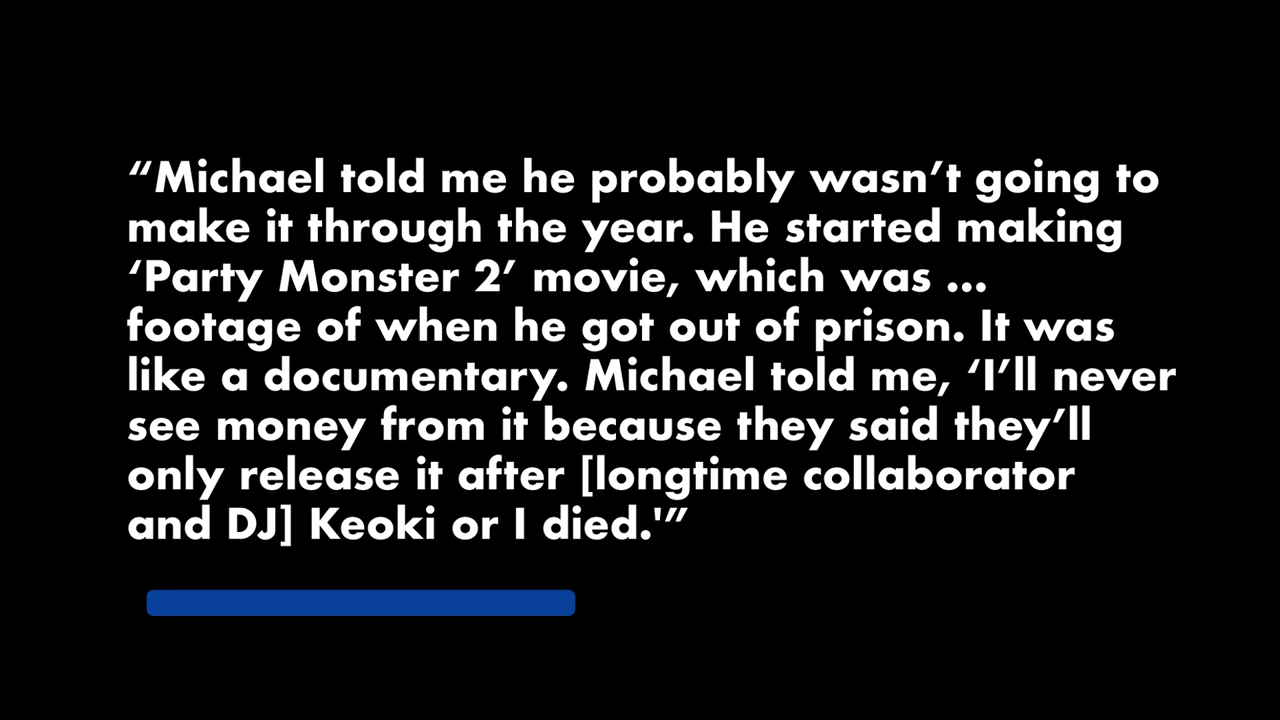 “Michael told me he probably wasn’t going to
make it through the year. He started making
‘Party Monster 2’ movie, which was ...
footage of when he got out of prison. It was
like a documentary. Michael told me, ‘I’ll never
see money from it because they said they’ll
only release it after [longtime collaborator
and DJ] Keoki or I died.'”